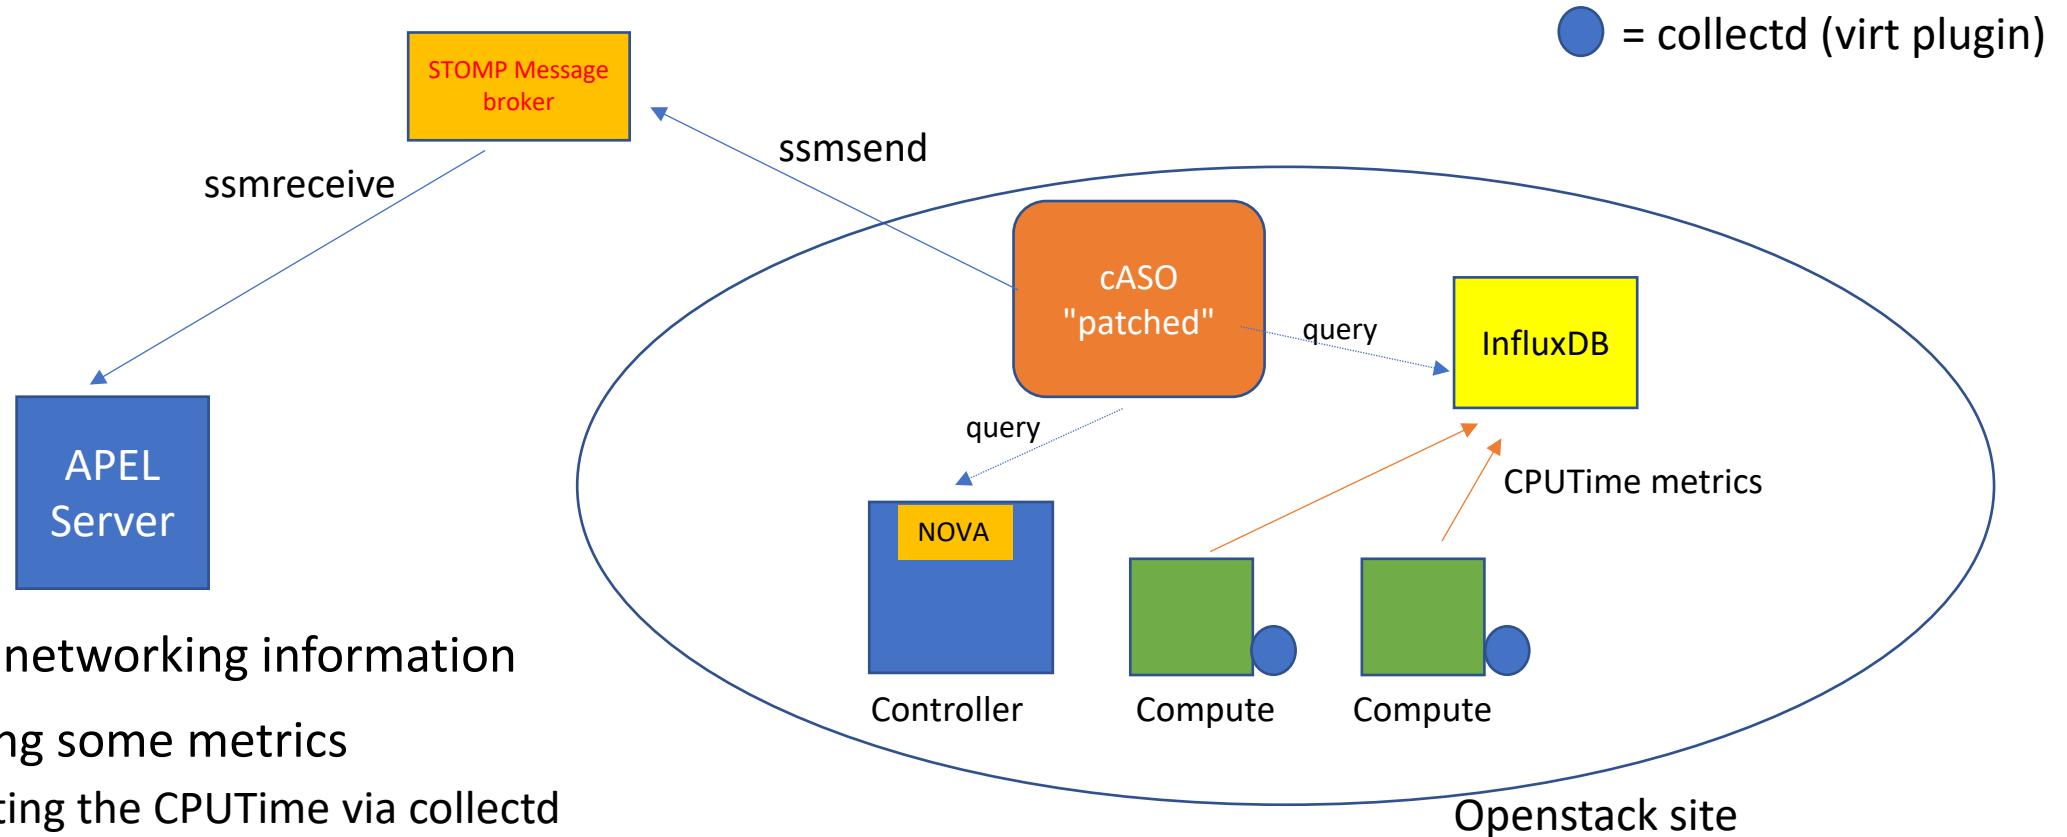 = collectd (virt plugin)
STOMP Message
broker
ssmsend
ssmreceive
cASO
"patched"
query
InfluxDB
query
APEL
Server
CPUTime metrics
NOVA
networking information
Controller
Compute
Compute
ng some metrics
ting the CPUTime via collectd
Openstack site